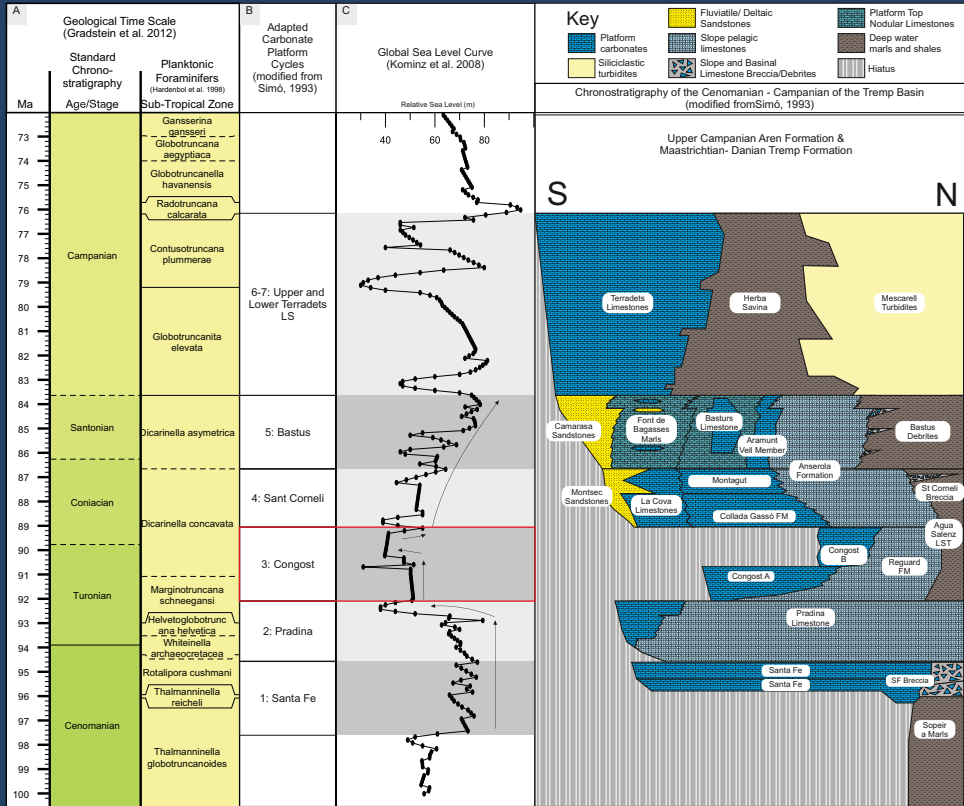 A
Geological Time Scale
(Gradstein et al. 2012)
Standard
Chrono-
stratigraphy
Planktonic
Foraminifers
(Hardenbol et al. 1998)
Ma
Age/Stage
Sub-Tropical Zone
73
74
75
76
77
78
79
80
81
82
83
84
85
86
87
88
89
90
91
92
93
94
95
96
97
98
99
100
Campanian
Santonian
Coniacian
Turonian
Cenomanian
Gansserina
gansseri
Globotruncana
aegyptiaca
Globotruncanella
havanensis
Radotruncana
calcarata
Contusotruncana
plummerae
Globotruncanita
elevata
Dicarinella asymetrica
Dicarinella concavata
Marginotruncana
schneegansi
Helvetoglobotrunc
ana helvetica
Whiteinella
archaeocretacea
Rotalipora cushmani
Thalmanninella
reicheli
Thalmanninella
globotruncanoides
B
Adapted
Carbonate
Platform
Cycles
(modified from
Simó, 1993)
6-7: Upper and
Lower Terradets
LS
5: Bastus
4: Sant Corneli
3: Congost
2: Pradina
1: Santa Fe
C
Global Sea Level Curve
(Kominz et al. 2008)
Relative Sea Level (m)
40
60
80
Key
Fluviatile/ Deltaic
Sandstones
Platform Top
Nodular Limestones
Platform
carbonates
Slope pelagic
limestones
Deep water
marls and shales
Siliciclastic
turbidites
Slope and Basinal
Limestone Breccia/Debrites
Hiatus
Chronostratigraphy of the Cenomanian - Campanian of the Tremp Basin
(modified fromSimó, 1993)
Upper Campanian Aren Formation &
Maastrichtian- Danian Tremp Formation
S
N
Terradets
Limestones
Herba
Savina
Mescarell
Turbidites
Camarasa
Sandstones
Font de
Bagasses
Marls
Basturs
Limestone
Aramunt
Vell Member
Bastus
Debrites
Anserola
Formation
Montsec
Sandstones
La Cova
Limestones
Montagut
Collada Gassó FM
St Corneli
Breccia
Agua
Salenz
LST
Congost
B
Reguard
FM
Congost A
Pradina
Limestone
Santa Fe
Santa Fe
SF Breccia
Sopeir
a Marls